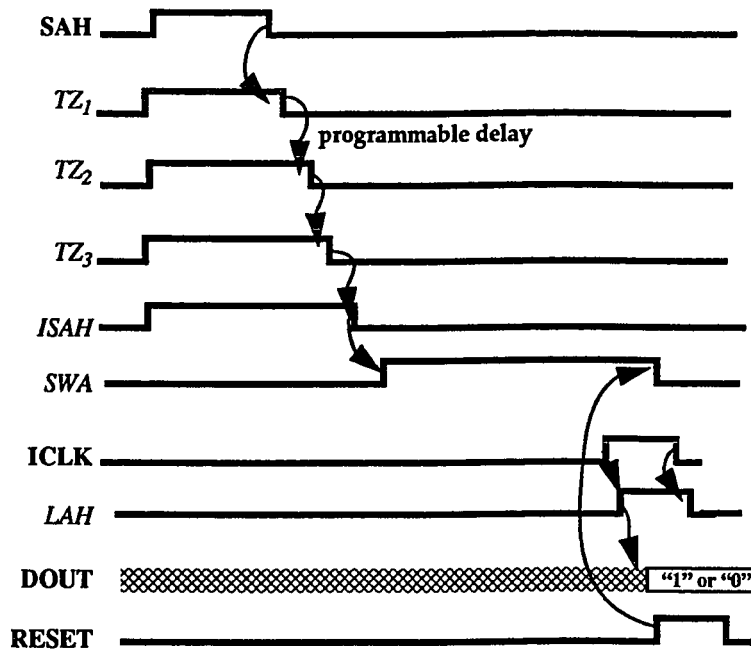 SAH
TZ1
programmable delay
TZ2
TZ3
ISAH
SWA
ICLK
LAH
DOUT
"1" or "0"
RESET